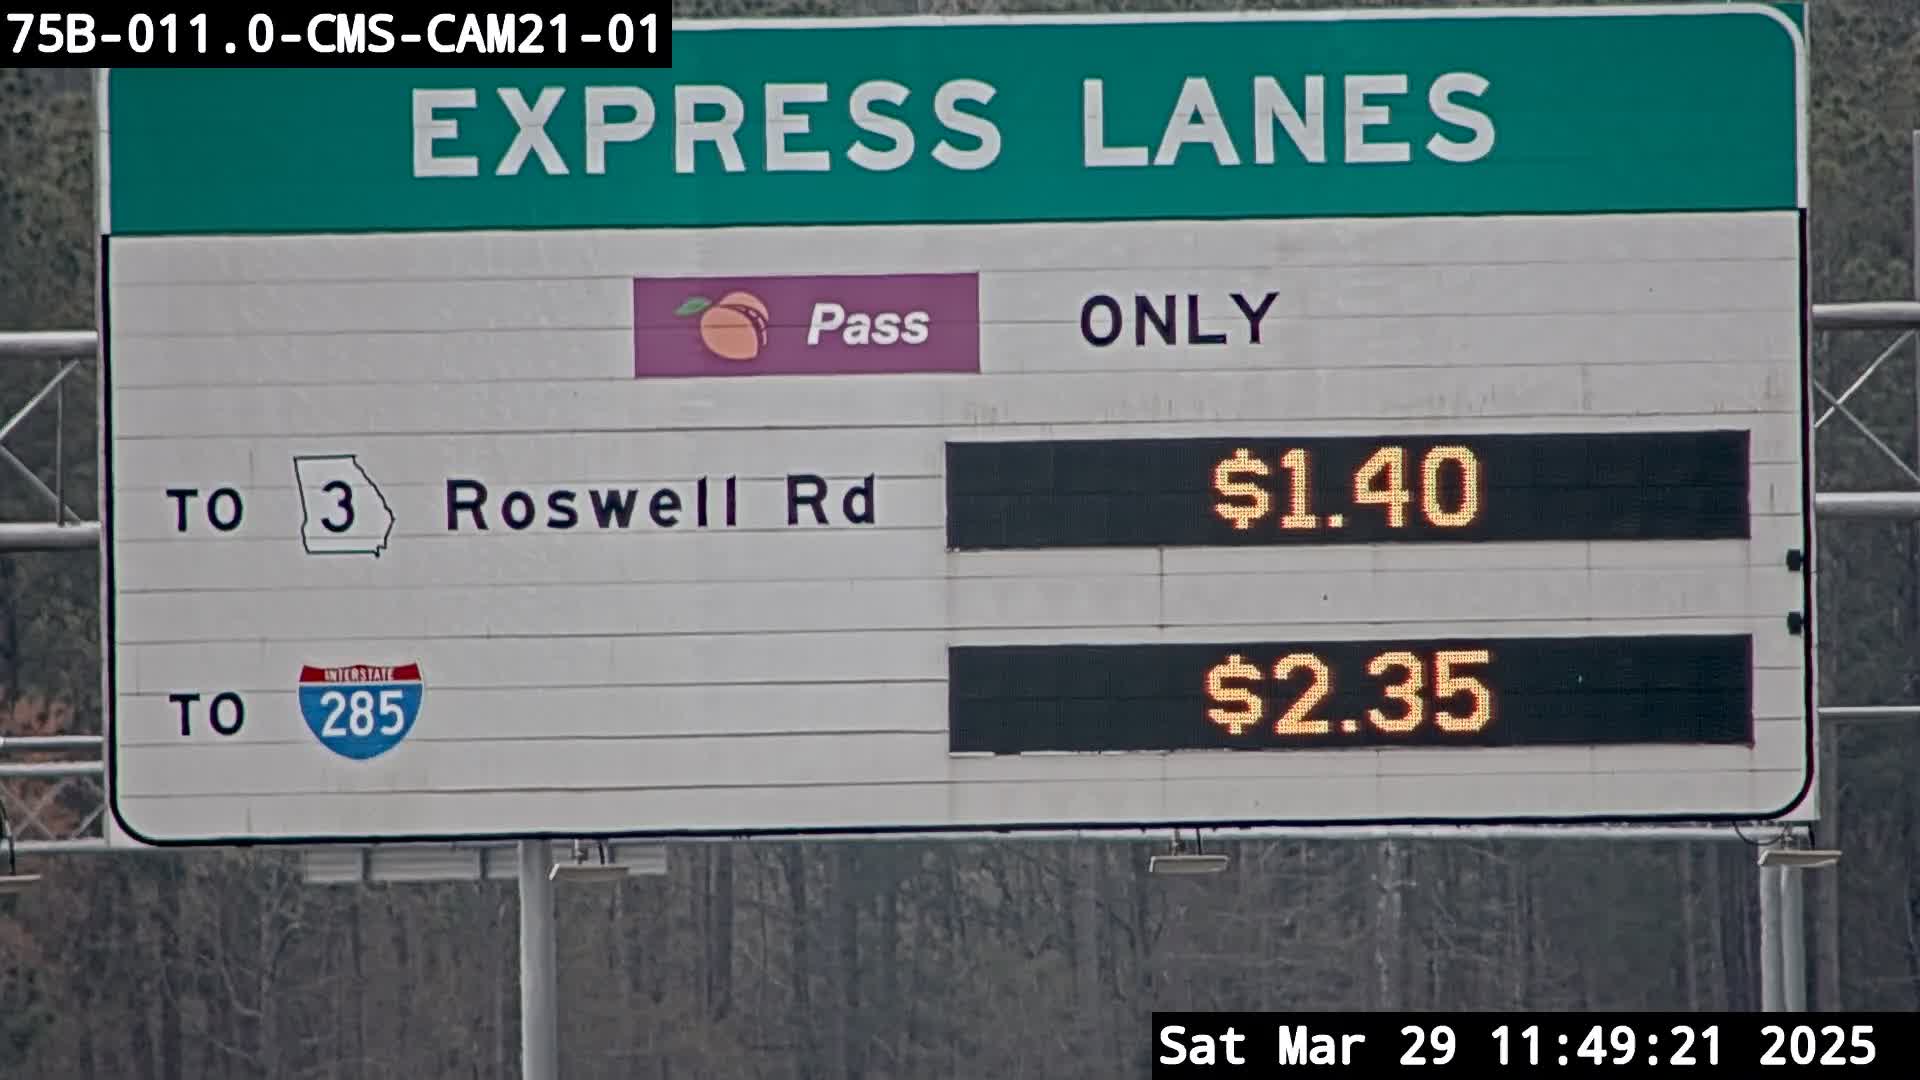 75B-011.0-CMS-CAM21-01
EXPRESS LANES
Pass ONLY
TO 3 Roswell Rd $1.40
INTERSTATE
TO 285 $2.35
Sat Mar 29 11:49:21 2025